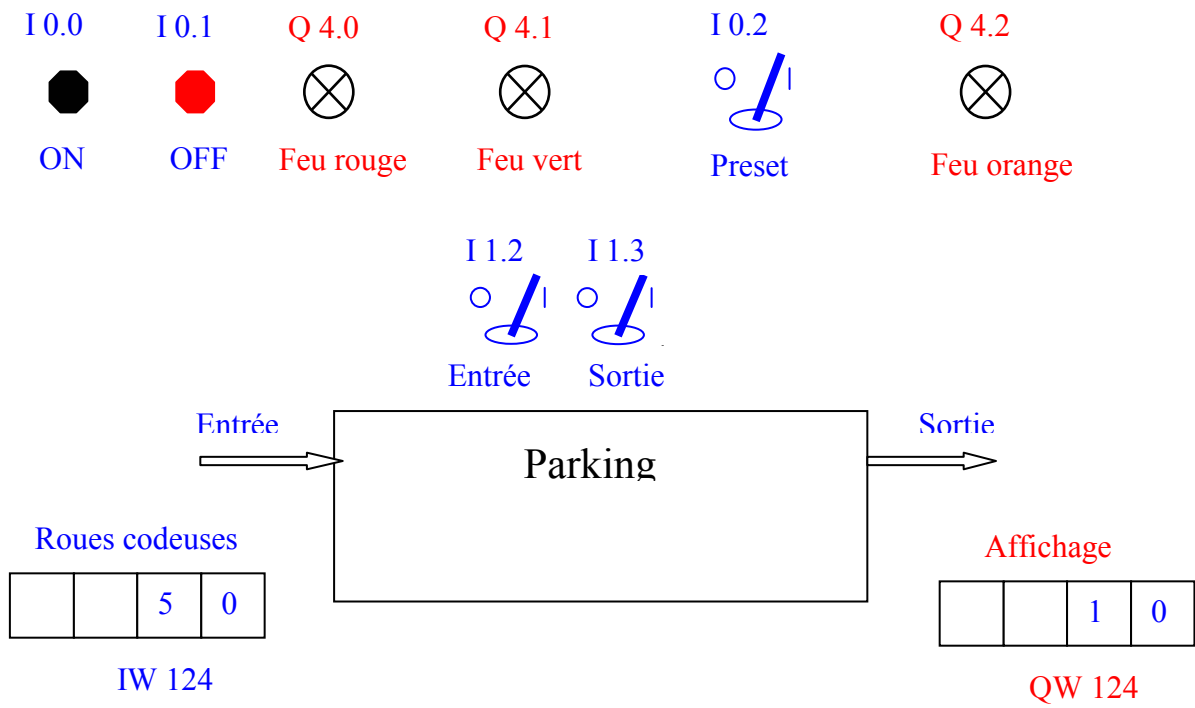 I 0.0 I 0.1 Q 4.0 Q 4.1 I 0.2 Q 4.2
ON OFF Feu rouge Feu vert Preset Feu orange
I 1.2 I 1.3
Entrée Sortie
Entrée Sortie
Parking
Roues codeuses Affichage
5 0 1 0
IW 124 QW 124